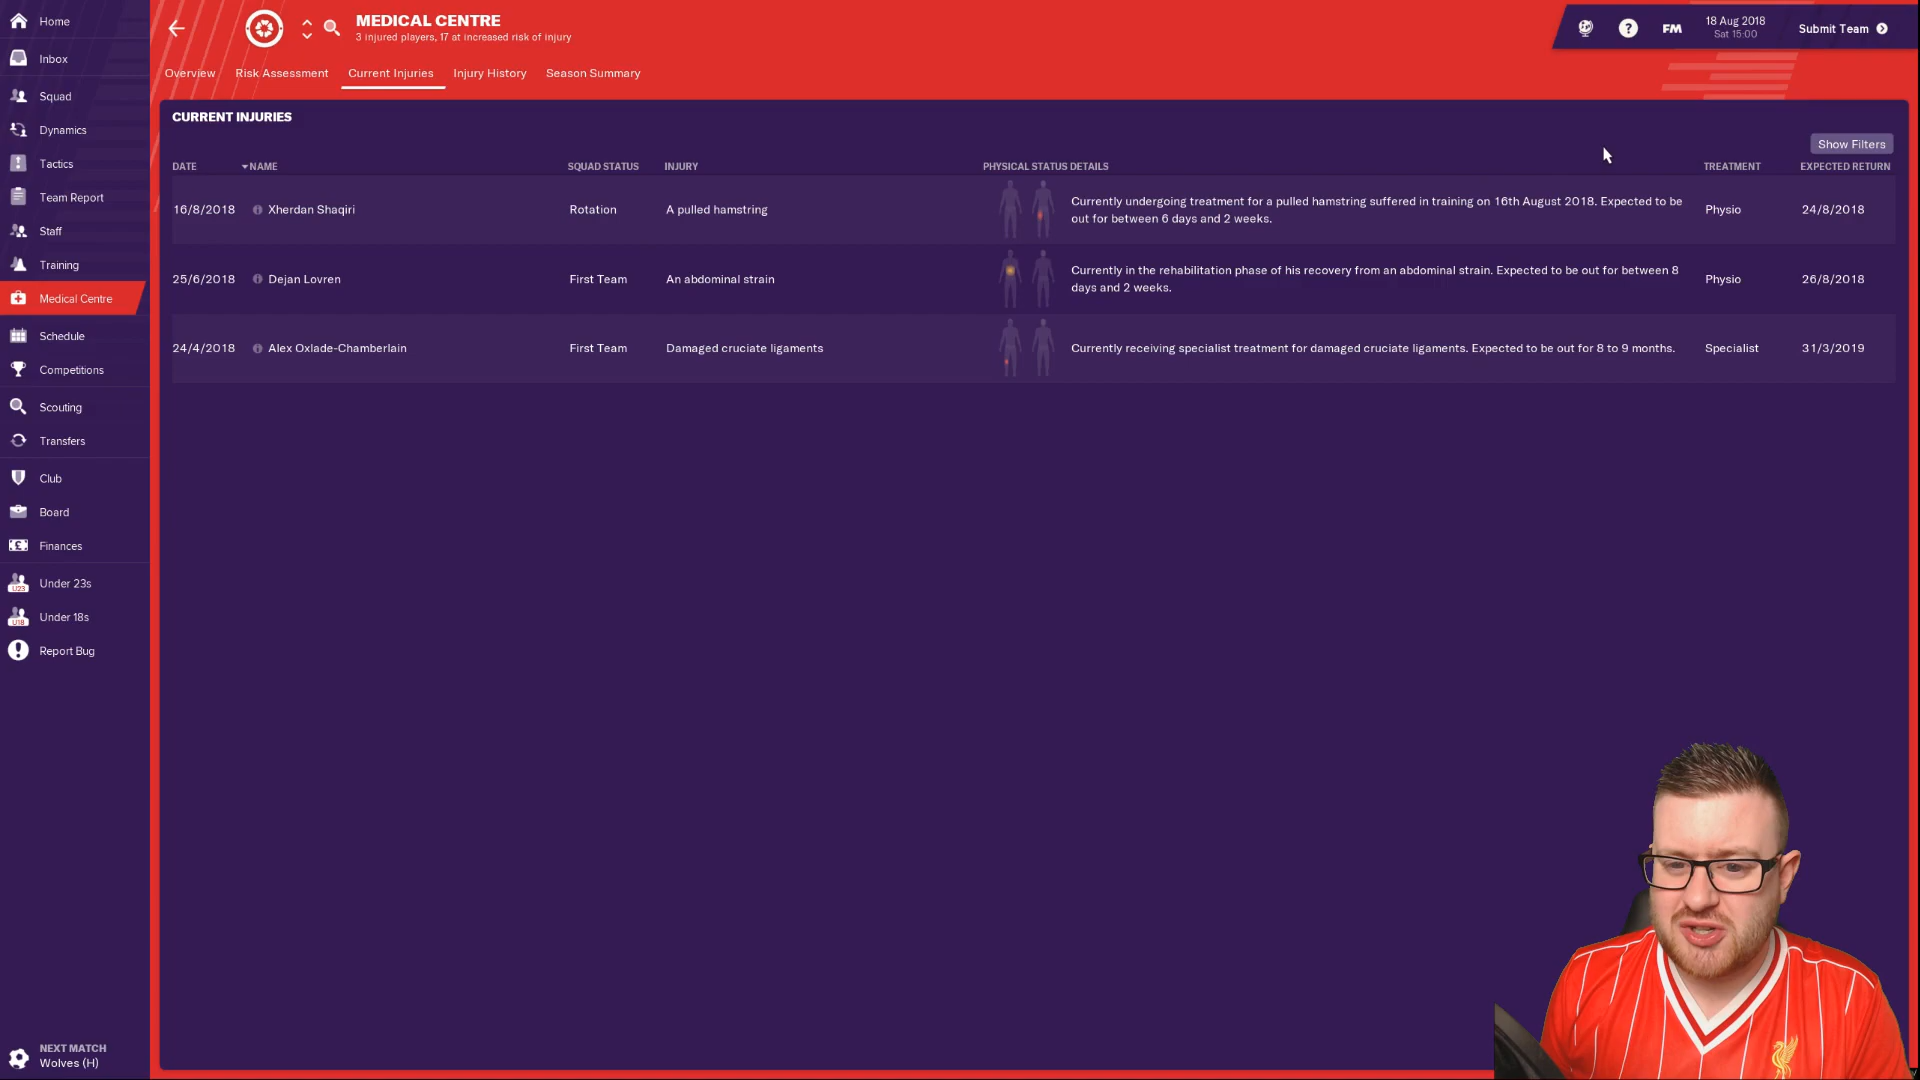 Home
Inbox
Squad
Dynamics
Tactics
Team Report
Staff
Training
Medical Centre
Schedule
Competitions
Scouting
Transfers
Club
Board
Finances
U23
Under 23s
U18
Under 18s
Report Bug
NEXT MATCH
Wolves (H)
MEDICAL CENTRE
3 injured players, 17 at increased risk of injury
FM
18 Aug 2018
Sat 15:00
Submit Team
Overview Risk Assessment Current Injuries Injury History Season Summary
CURRENT INJURIES
Show Filters
DATE NAME SQUAD STATUS INJURY PHYSICAL STATUS DETAILS TREATMENT EXPECTED RETURN
16/8/2018 Xherdan Shaqiri Rotation A pulled hamstring Currently undergoing treatment for a pulled hamstring suffered in training on 16th August 2018. Expected to be Physio 24/8/2018
out for between 6 days and 2 weeks.
25/6/2018 Dejan Lovren First Team An abdominal strain Currently in the rehabilitation phase of his recovery from an abdominal strain. Expected to be out for between 8 Physio 26/8/2018
days and 2 weeks.
24/4/2018 Alex Oxlade-Chamberlain First Team Damaged cruciate ligaments Currently receiving specialist treatment for damaged cruciate ligaments. Expected to be out for 8 to 9 months. Specialist 31/3/2019